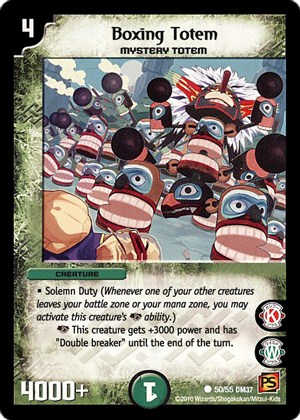 4
Boxing Totem
MYSTERY TOTEM
CREATURE
▪ Solemn Duty (Whenever one of your other creatures
leaves your battle zone or your mana zone, you may
activate this creature's 👁 ability.)
👁 This creature gets +3000 power and has
"Double breaker" until the end of the turn.
K
W
4000+
1
● 50/55 DM37
©2010 Wizards/Shogakukan/Mitsui-Kids
PS